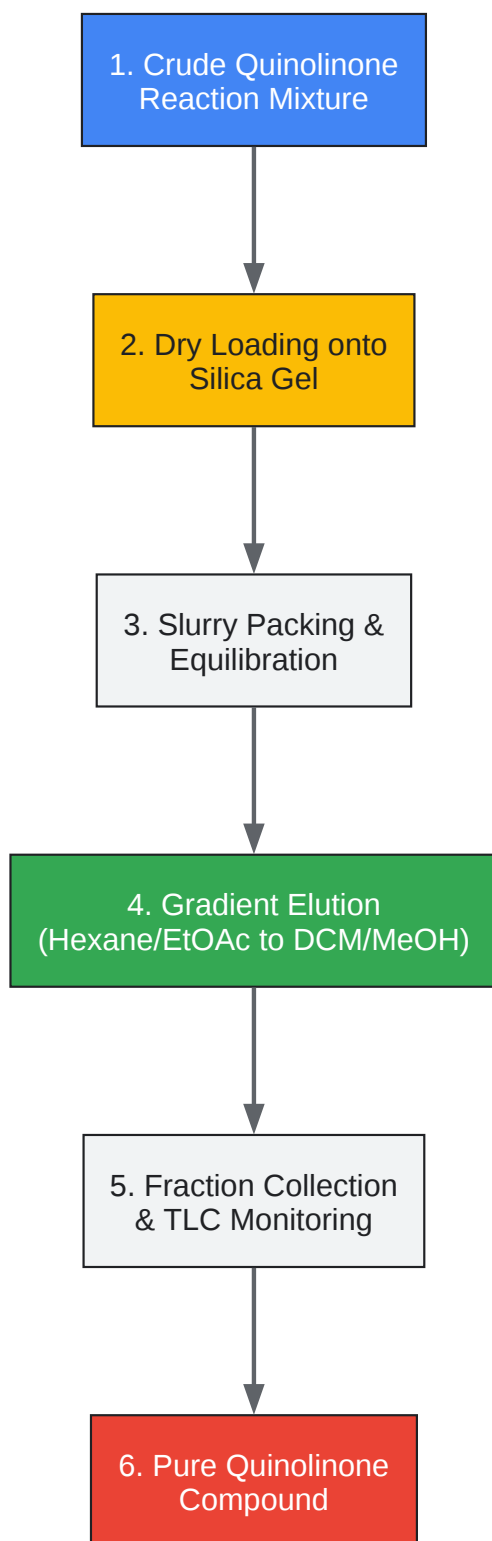 1. Crude Quinolinone
Reaction Mixture
2. Dry Loading onto
Silica Gel
3. Slurry Packing &
Equilibration
4. Gradient Elution
(Hexane/EtOAc to DCM/MeOH)
5. Fraction Collection
& TLC Monitoring
6. Pure Quinolinone
Compound